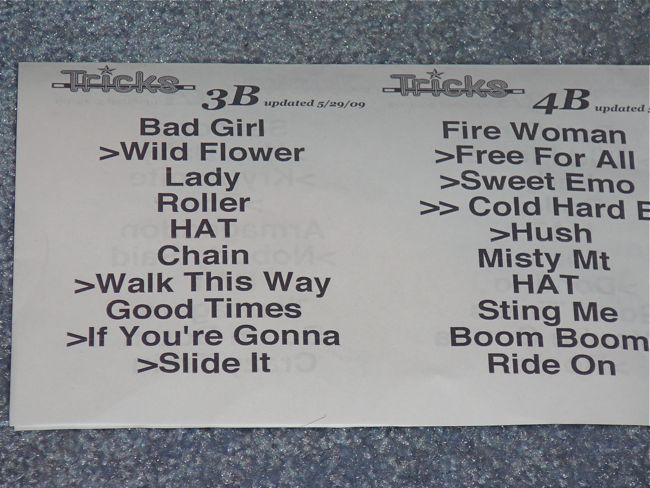 Tricks 3B updated 5/29/09
Bad Girl
>Wild Flower
Lady
Roller
HAT
Chain
>Walk This Way
Good Times
>If You're Gonna
>Slide It
Tricks 4B updated
Fire Woman
>Free For All
>Sweet Emo
>> Cold Hard
>Hush
Misty Mt
HAT
Sting Me
Boom Boom
Ride On